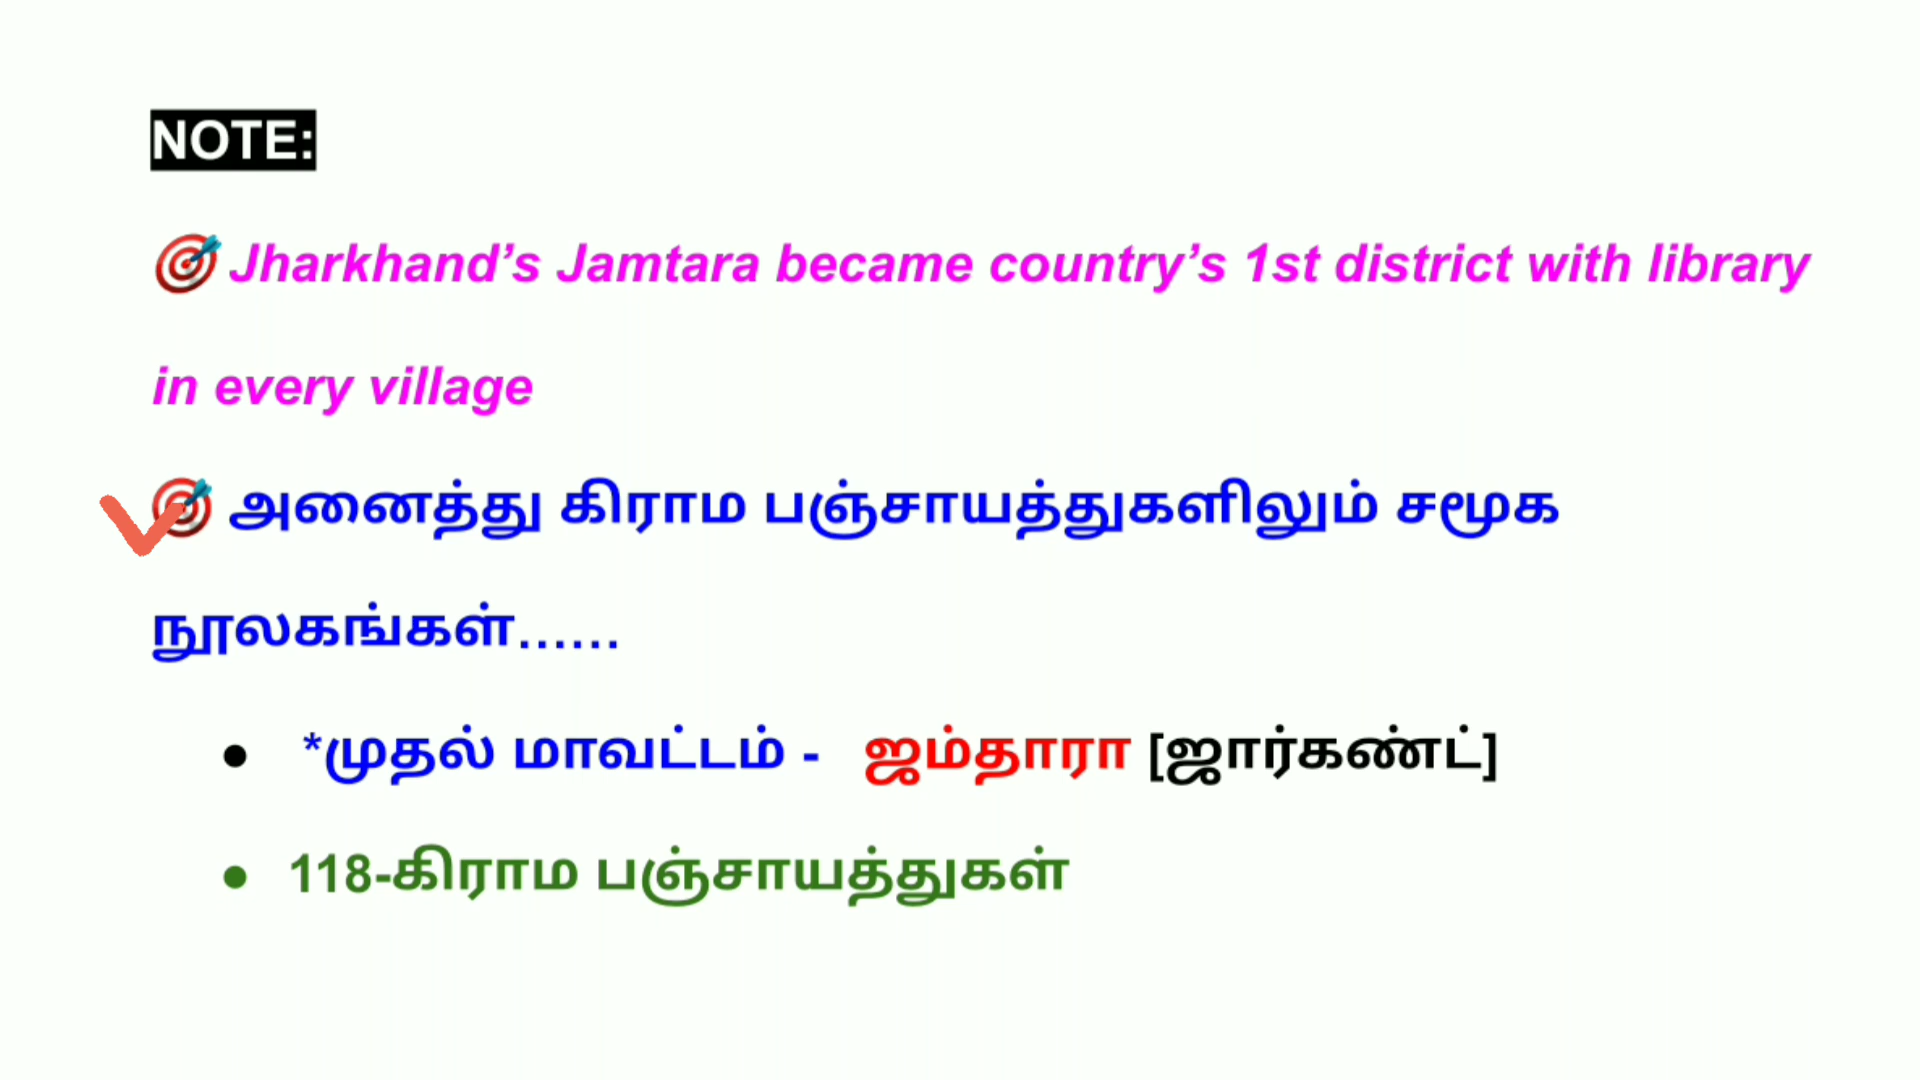 NOTE:
🎯 Jharkhand’s Jamtara became country’s 1st district with library
in every village
🎯 அனைத்து கிராம பஞ்சாயத்துகளிலும் சமூக
நூலகங்கள்......
● *முதல் மாவட்டம் - ஜம்தாரா [ஜார்கண்ட்]
● 118-கிராம பஞ்சாயத்துகள்